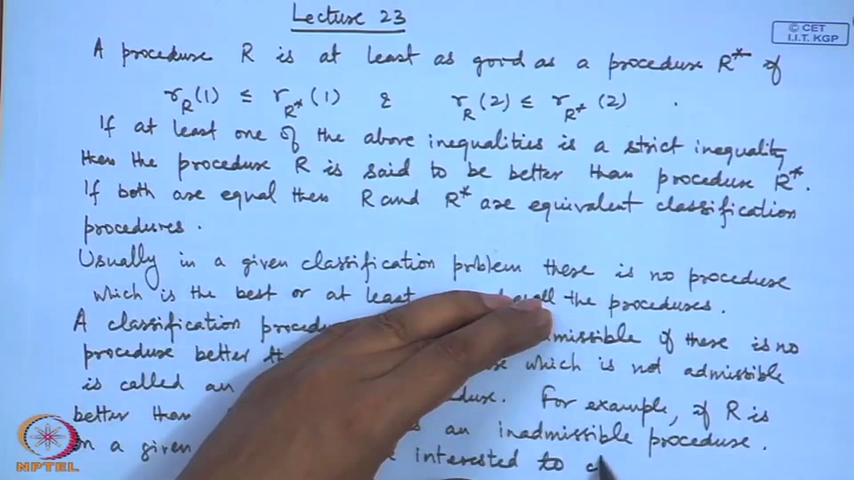 Lecture 23
© CET
I.I.T. KGP
A procedure R is at least as good as a procedure R* if
r_R(1) ≤ r_R*(1) & r_R(2) ≤ r_R*(2) .
If at least one of the above inequalities is a strict inequality
then the procedure R is said to be better than procedure R*.
If both are equal then R and R* are equivalent classification
procedures.
Usually in a given classification problem there is no procedure
which is the best or at least all the procedures.
A classification admissible if there is no
procedure better which is not admissible
is called an For example, if R is
better than an inadmissible procedure.
In a given interested to
NPTEL